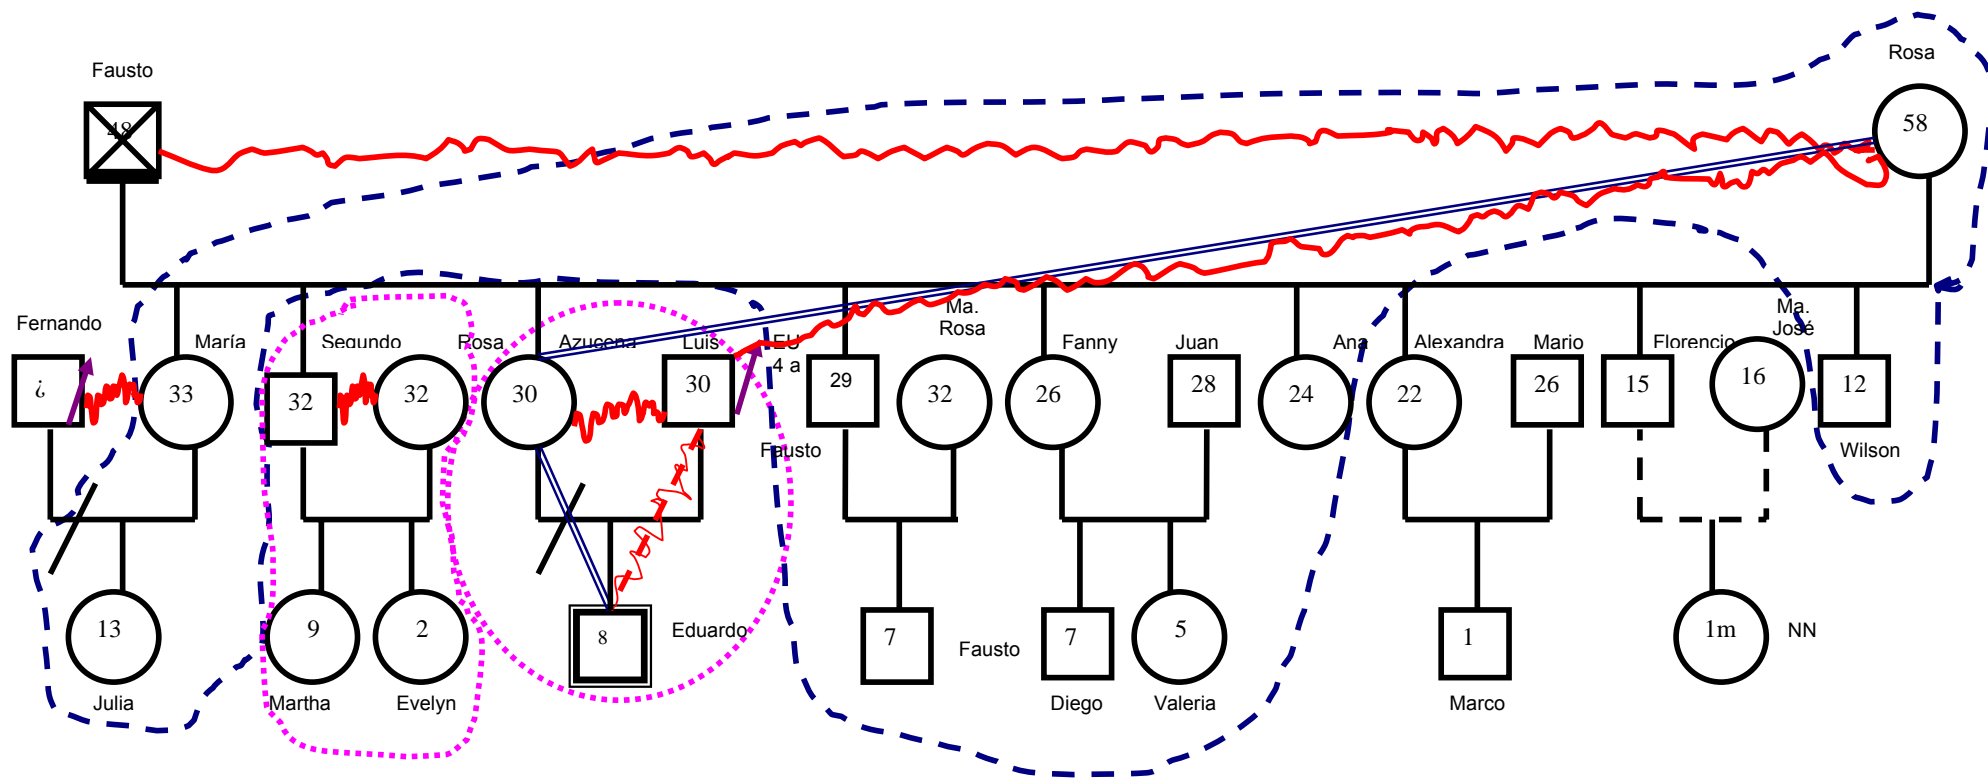 Fausto
Rosa
48
58
Fernando
María
Segundo
Rosa
Azucena
Luis
EU
4 a
Ma.
Rosa
Fanny
Juan
Ana
Alexandra
Mario
Florencio
Ma.
José
¿
33
32
32
30
30
29
32
26
28
24
22
26
15
16
12
Fausto
Wilson
13
9
2
8
Eduardo
7
Fausto
7
5
1
1m
NN
Julia
Martha
Evelyn
Diego
Valeria
Marco